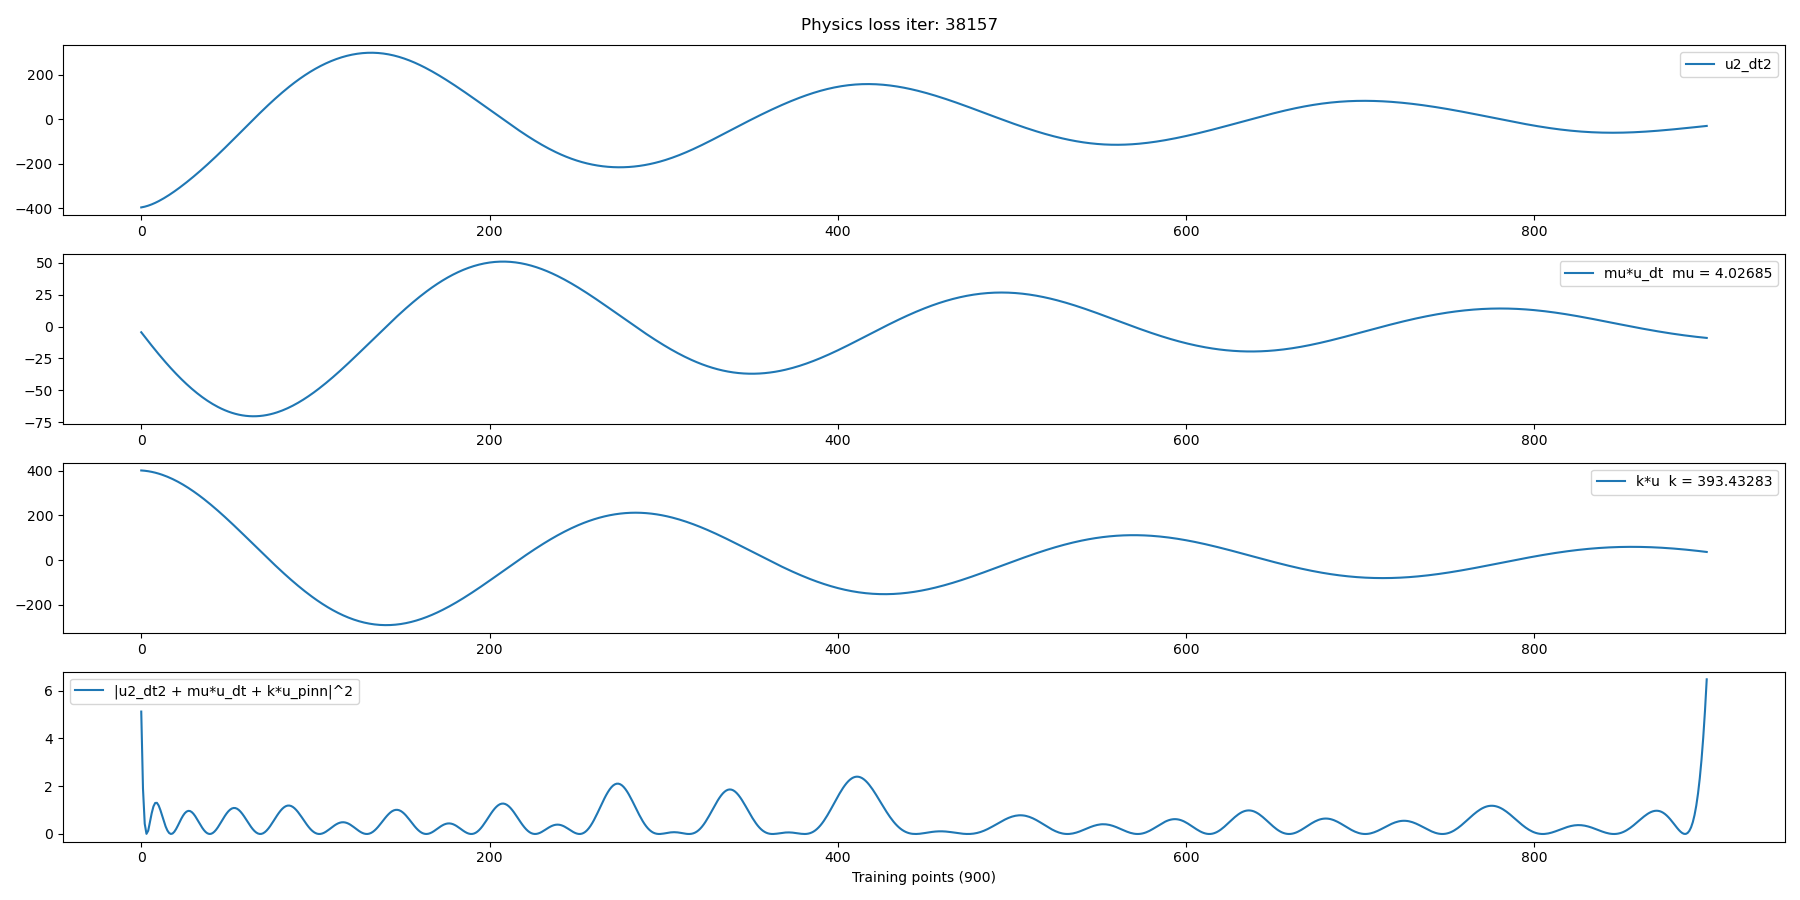 Physics loss iter: 38157
u2_dt2
200
0
−200
−400
0 200 400 600 800
mu*u_dt mu = 4.02685
50
25
0
−25
−50
−75
0 200 400 600 800
k*u k = 393.43283
400
200
0
−200
0 200 400 600 800
|u2_dt2 + mu*u_dt + k*u_pinn|^2
6
4
2
0
0 200 400 600 800
Training points (900)